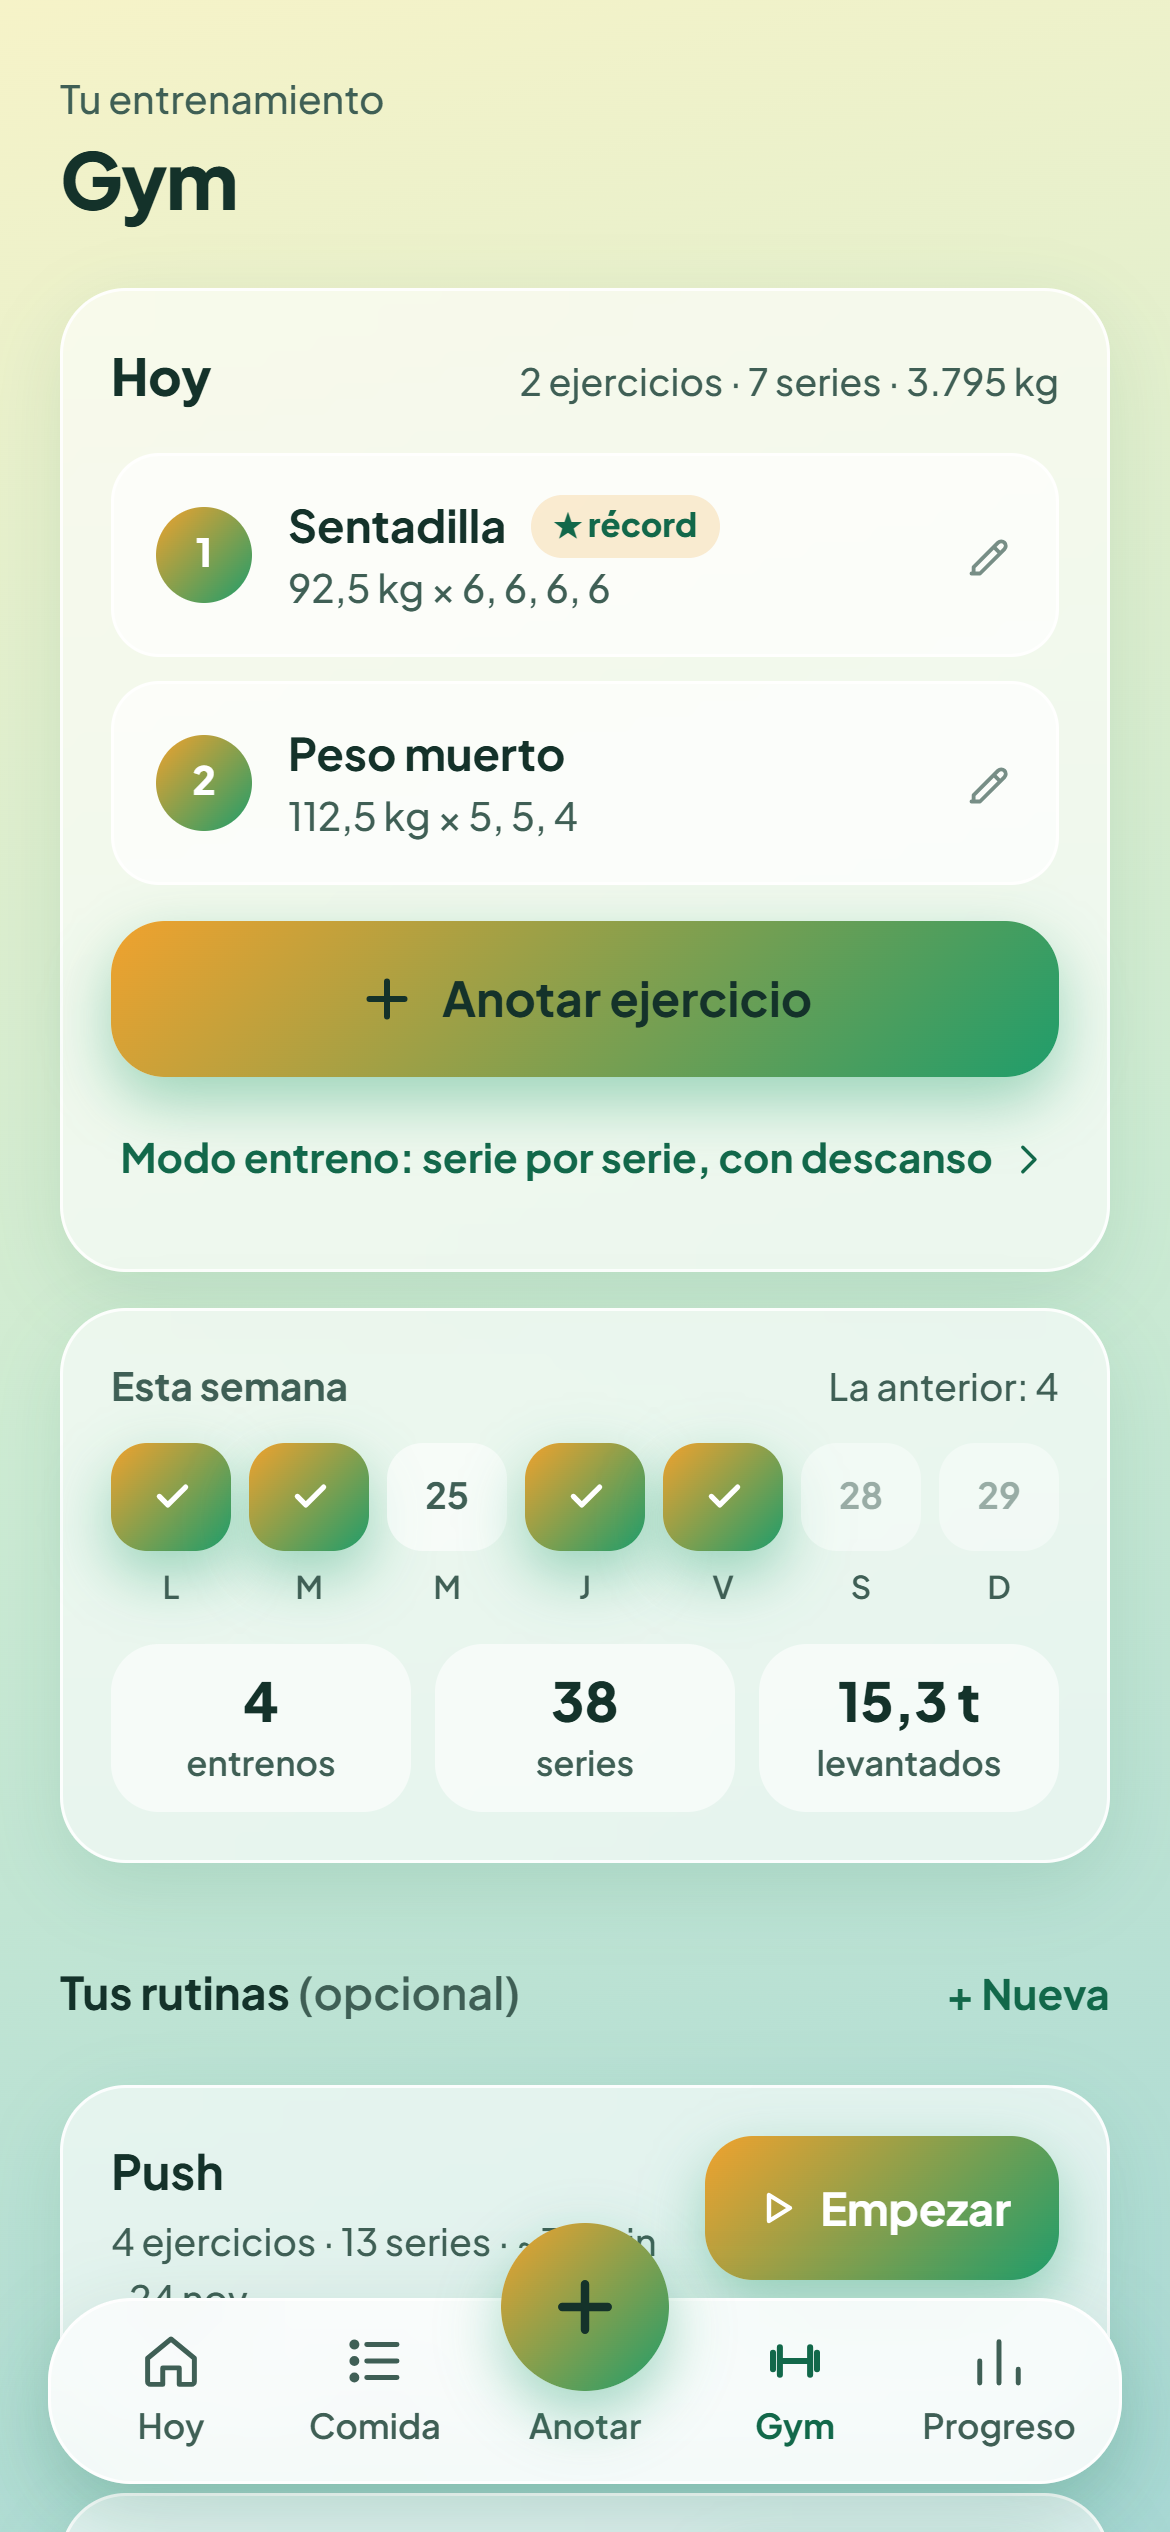 Tu entrenamiento
Gym
Hoy
2 ejercicios · 7 series · 3.795 kg
1
Sentadilla
★ récord
92,5 kg × 6, 6, 6, 6
2
Peso muerto
112,5 kg × 5, 5, 4
+ Anotar ejercicio
Modo entreno: serie por serie, con descanso
Esta semana
La anterior: 4
25
28
29
L
M
M
J
V
S
D
4
entrenos
38
series
15,3 t
levantados
Tus rutinas (opcional)
+ Nueva
Push
4 ejercicios · 13 series ·
Empezar
24 nov
Hoy
Comida
Anotar
Gym
Progreso